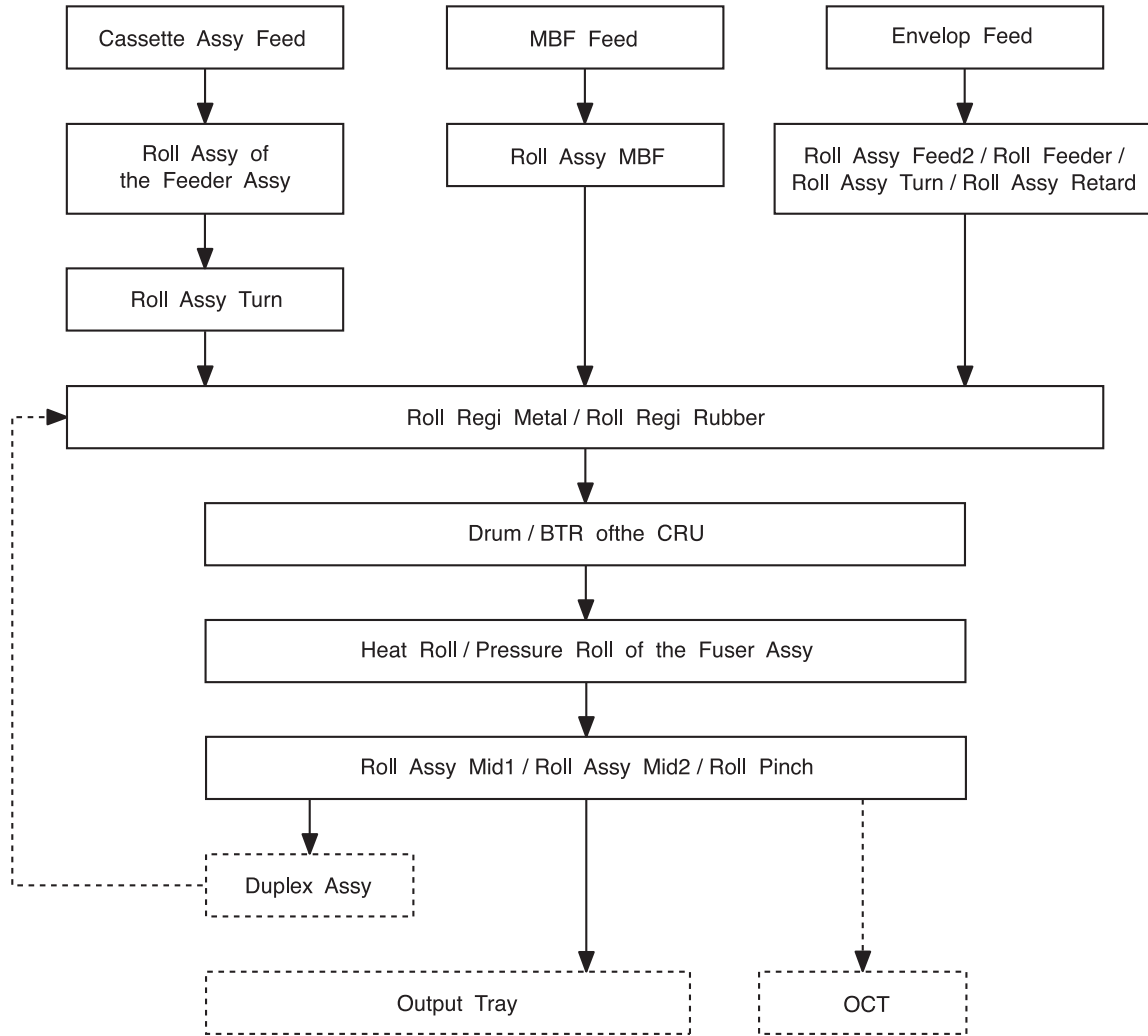 Cassette Assy Feed
MBF Feed
Envelop Feed
Roll Assy of
the Feeder Assy
Roll Assy MBF
Roll Assy Feed2 / Roll Feeder /
Roll Assy Turn / Roll Assy Retard
Roll Assy Turn
Roll Regi Metal / Roll Regi Rubber
Drum / BTR ofthe CRU
Heat Roll / Pressure Roll of the Fuser Assy
Roll Assy Mid1 / Roll Assy Mid2 / Roll Pinch
Duplex Assy
Output Tray
OCT